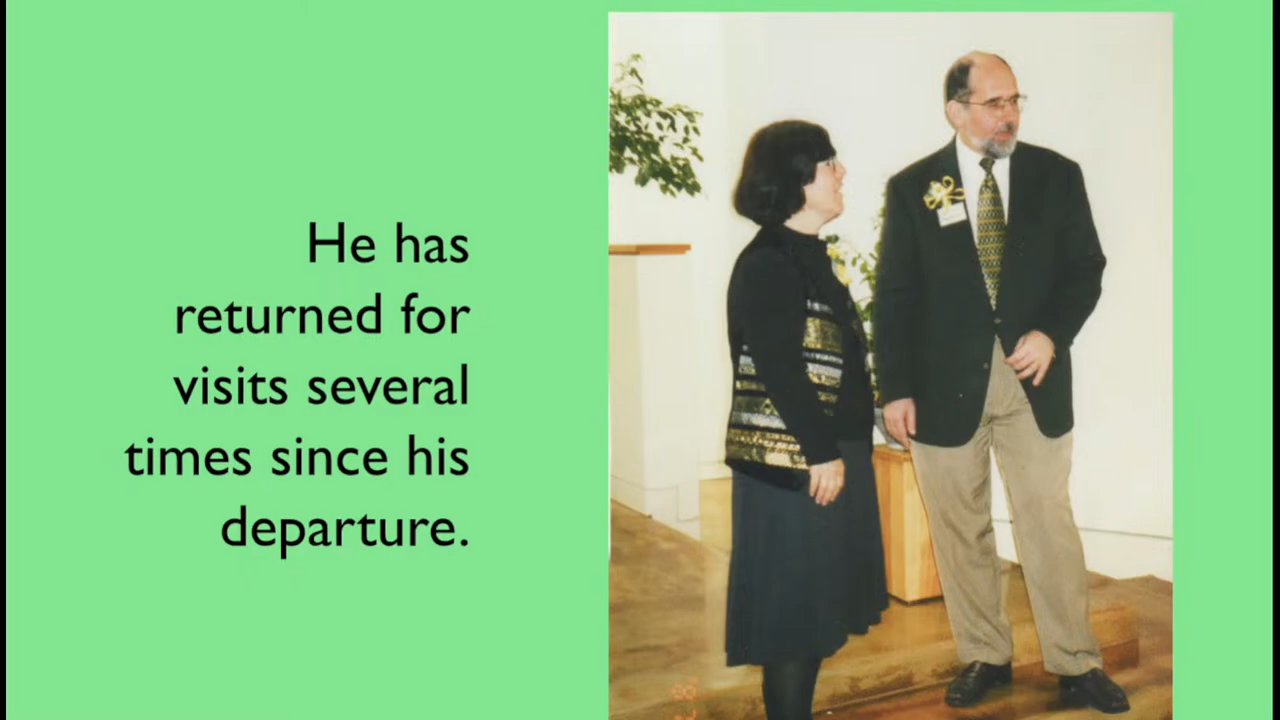 He has
returned for
visits several
times since his
departure.